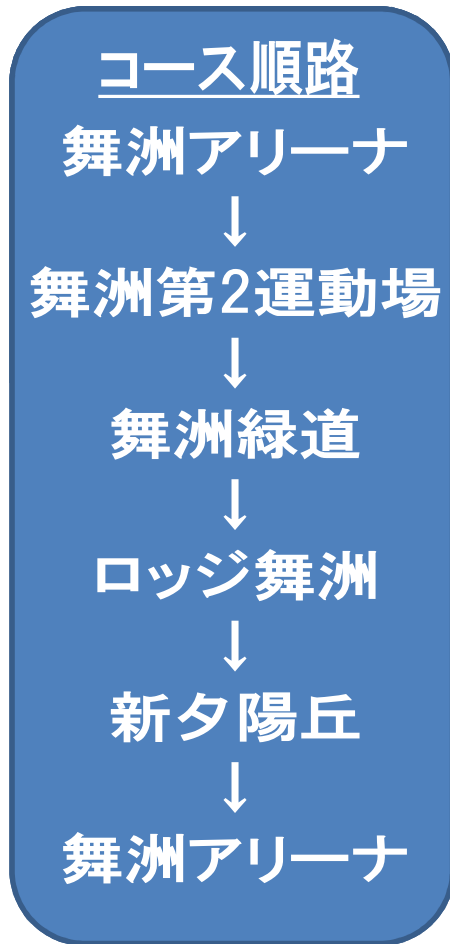 コース順路
舞洲アリーナ
↓
舞洲第2運動場
↓
舞洲緑道
↓
ロッジ舞洲
↓
新夕陽丘
↓
舞洲アリーナ